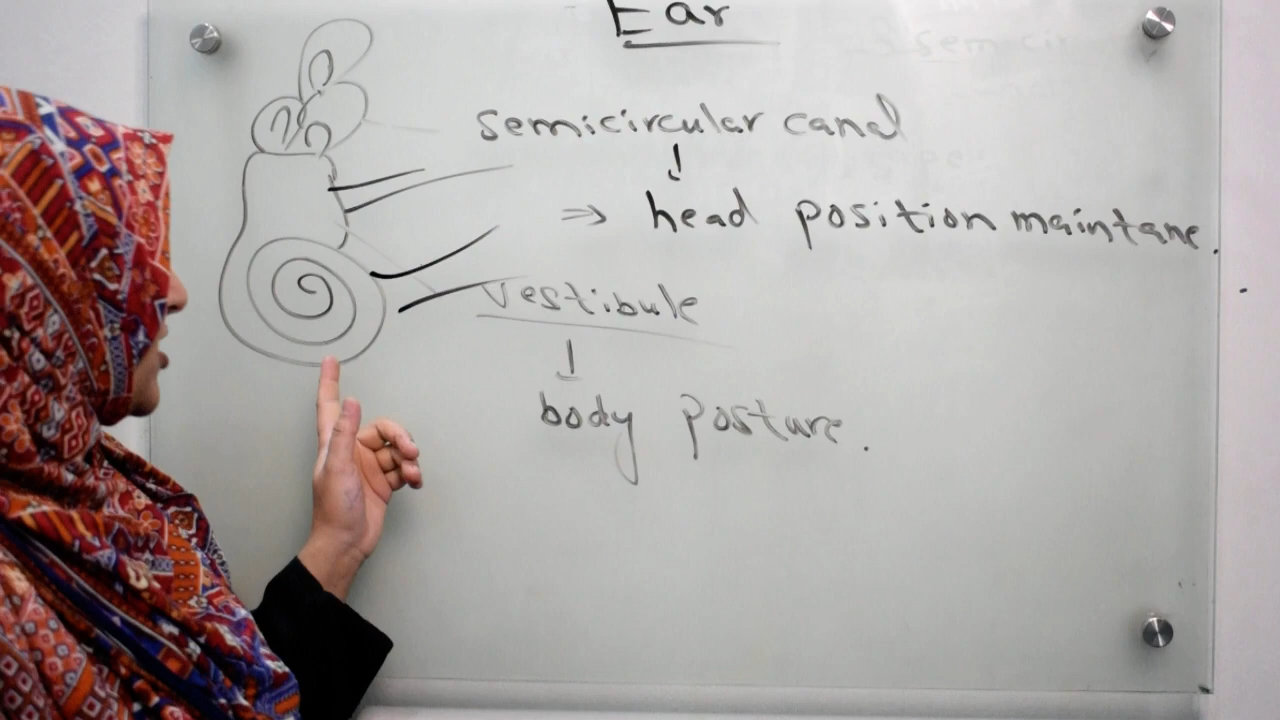 Ear
semicircular canal
⇒ head position maintane.
vestibule
body posture.